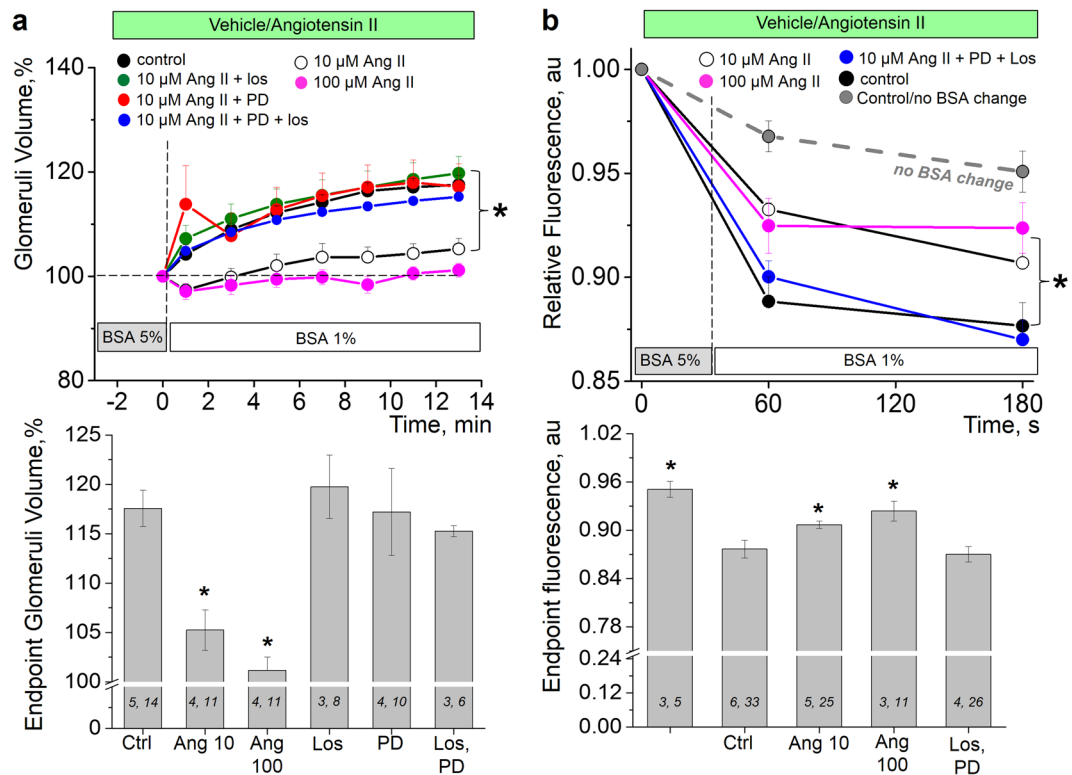 a
Vehicle/Angiotensin II
control
10 µM Ang II + los
10 µM Ang II + PD
10 µM Ang II + PD + los
10 µM Ang II
100 µM Ang II
Glomeruli Volume,%
140
120
100
80
*
BSA 5%
BSA 1%
-2 0 2 4 6 8 10 12 14
Time, min
Endpoint Glomeruli Volume,%
125
120
115
110
105
100
0
* *
5, 14 4, 11 4, 11 3, 8 4, 10 3, 6
Ctrl Ang 10 Ang 100 Los PD Los, PD
b
Vehicle/Angiotensin II
10 µM Ang II
100 µM Ang II
10 µM Ang II + PD + Los
control
Control/no BSA change
Relative Fluorescence, au
1.00
0.95
0.90
0.85
no BSA change
*
BSA 5%
BSA 1%
0 60 120 180
Time, s
Endpoint fluorescence, au
1.02
0.96
0.90
0.84
0.78
0.24
0.12
0.00
* * *
3, 5 6, 33 5, 25 3, 11 4, 26
Ctrl Ang 10 Ang 100 Los, PD